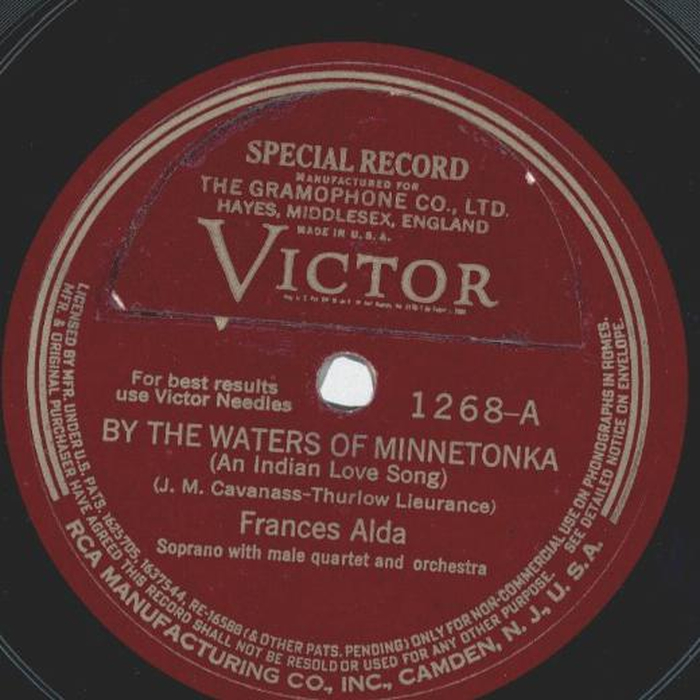 SPECIAL RECORD
MANUFACTURED FOR
THE GRAMOPHONE CO., LTD.
HAYES, MIDDLESEX, ENGLAND
MADE IN U.S.A.
VICTOR
For best results
use Victor Needles
1268-A
BY THE WATERS OF MINNETONKA
(An Indian Love Song)
(J. M. Cavanass-Thurlow Lieurance)
Frances Alda
Soprano with male quartet and orchestra
LICENSED BY MFR. UNDER U.S. PATS. 1625705, 1637544, RE-16588 (& OTHER PATS. PENDING) ONLY FOR NON-COMMERCIAL USE ON PHONOGRAPHS IN HOMES.
MFR. & ORIGINAL PURCHASER HAVE AGREED THIS RECORD SHALL NOT BE RESOLD OR USED FOR ANY OTHER PURPOSE. SEE DETAILED NOTICE ON ENVELOPE.
RCA MANUFACTURING CO., INC., CAMDEN, N. J., U. S. A.